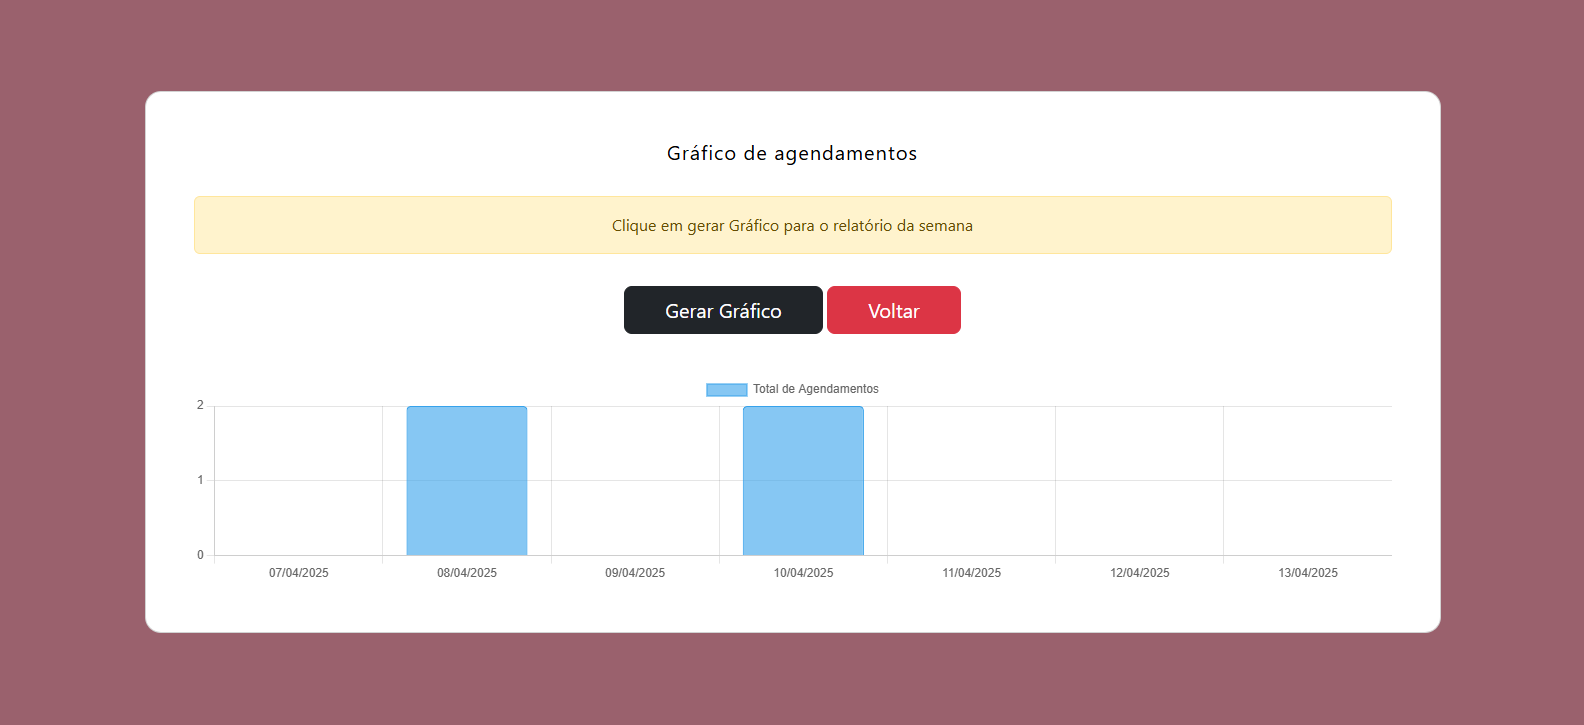 Gráfico de agendamentos
Clique em gerar Gráfico para o relatório da semana
Gerar Gráfico Voltar
Total de Agendamentos
2
1
0
07/04/2025 08/04/2025 09/04/2025 10/04/2025 11/04/2025 12/04/2025 13/04/2025